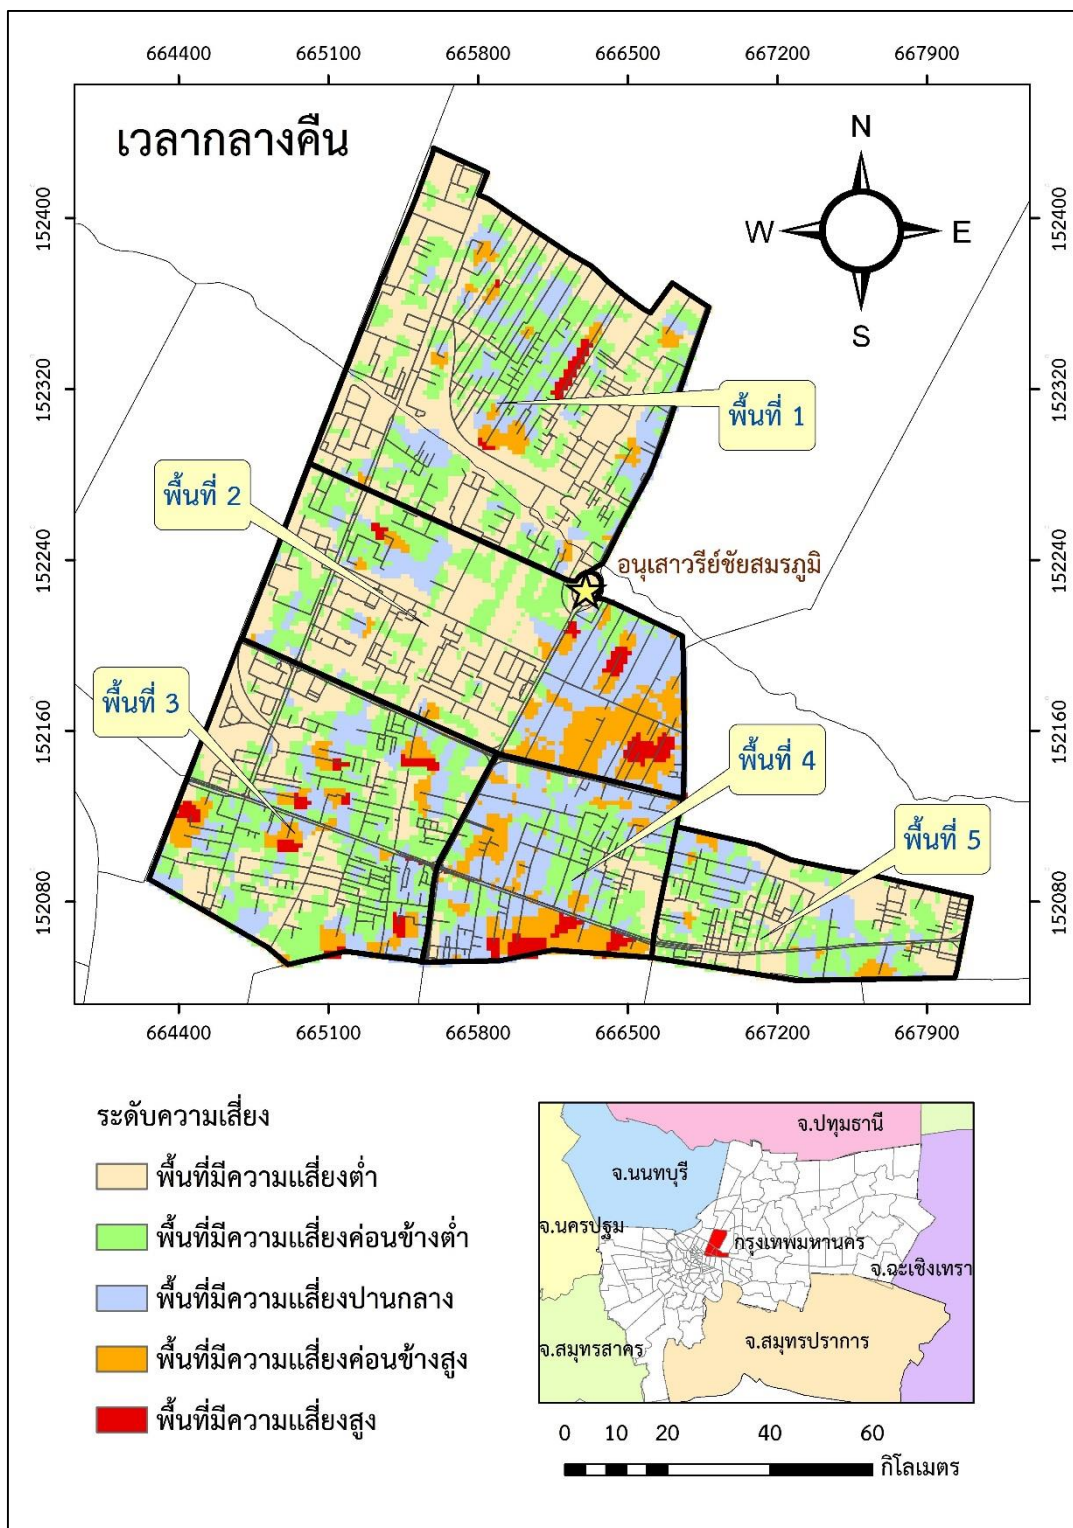 664400 665100 665800 666500 667200 667900
เวลากลางคืน
N
W E
S
152400 152400
152320 152320
พื้นที่ 1
พื้นที่ 2
152240 152240
อนุเสาวรีย์ชัยสมรภูมิ
พื้นที่ 3
152160 152160
พื้นที่ 4
พื้นที่ 5
152080 152080
664400 665100 665800 666500 667200 667900
ระดับความเสี่ยง
พื้นที่มีความแสี่ยงต่ำ
พื้นที่มีความแสี่ยงค่อนข้างต่ำ
พื้นที่มีความแสี่ยงปานกลาง
พื้นที่มีความแสี่ยงค่อนข้างสูง
พื้นที่มีความแสี่ยงสูง
จ.ปทุมธานี
จ.นนทบุรี
จ.นครปฐม
กรุงเทพมหานคร
จ.ฉะเชิงเทรา
จ.สมุทรสาคร
จ.สมุทรปราการ
0 10 20 40 60
กิโลเมตร